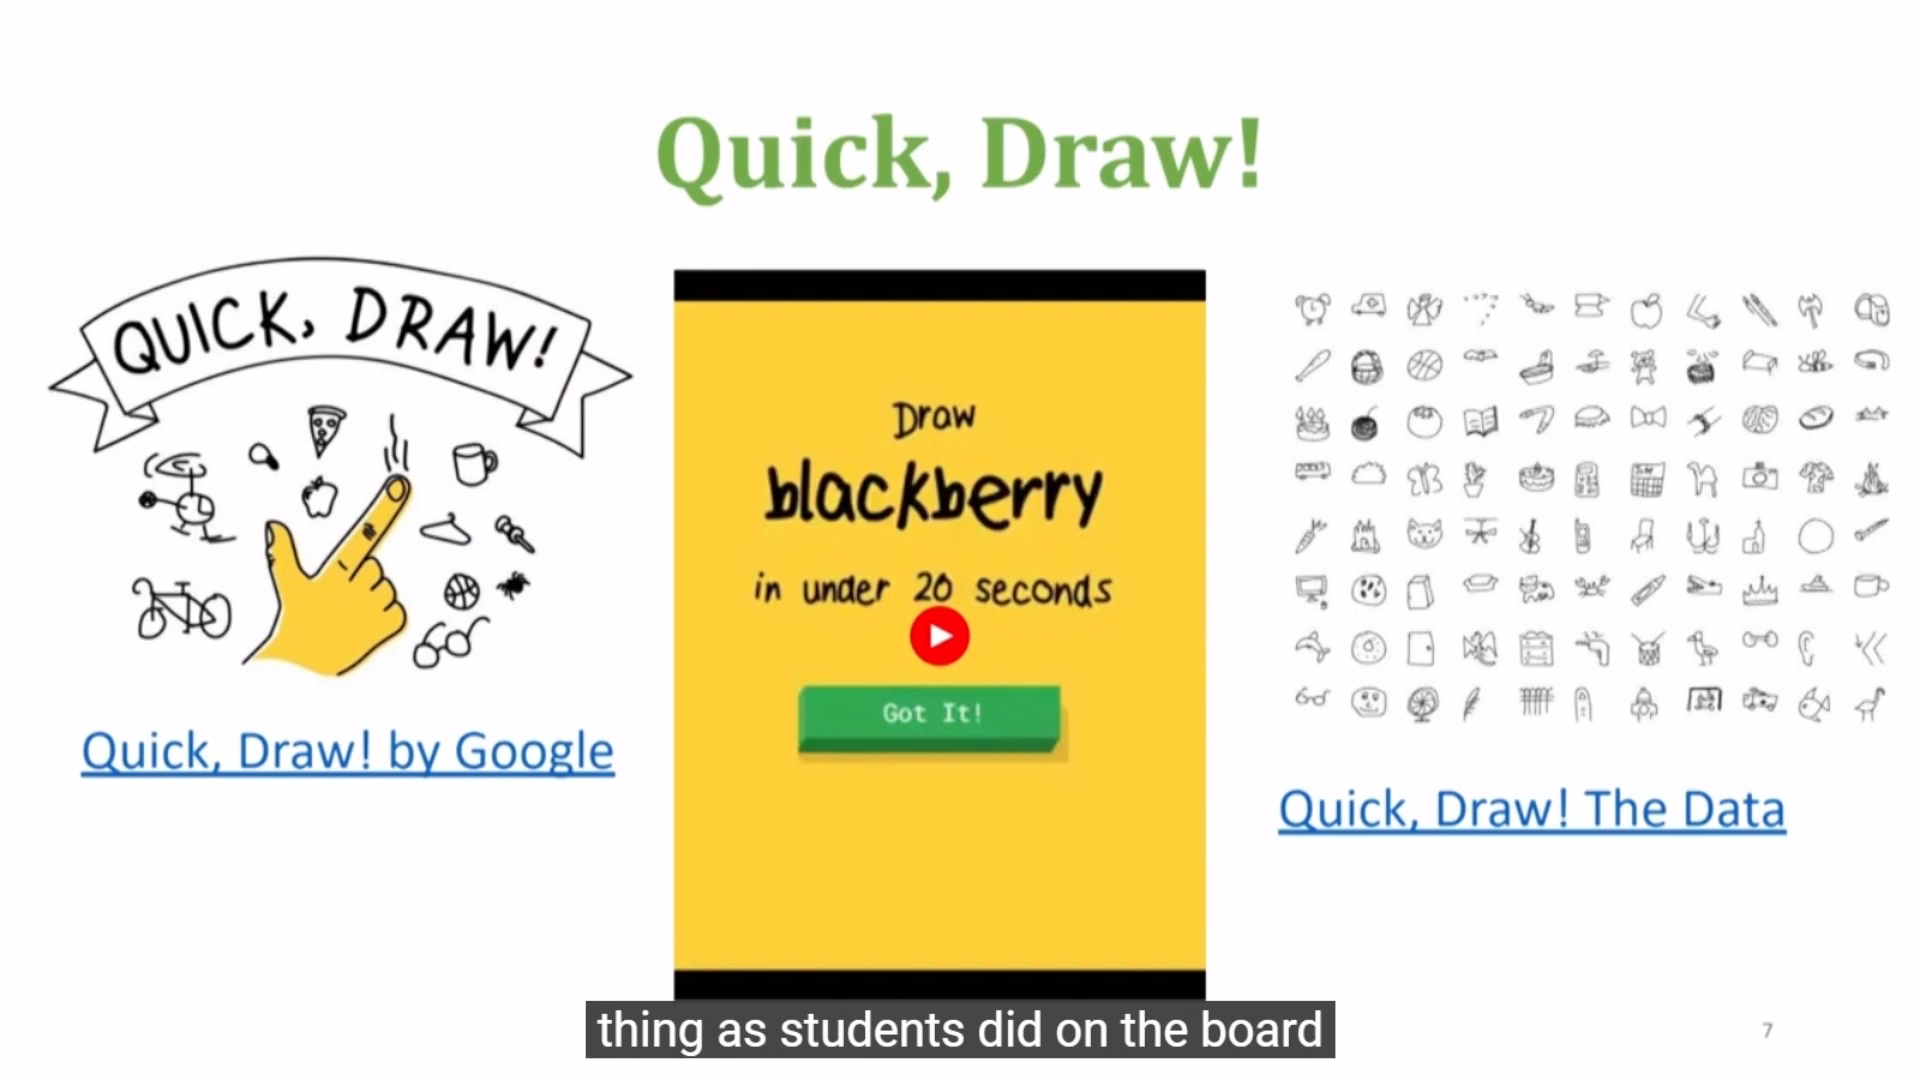 Quick, Draw!
QUICK, DRAW!
Quick, Draw! by Google
Draw
blackberry
in under 20 seconds
Got It!
Quick, Draw! The Data
thing as students did on the board
7